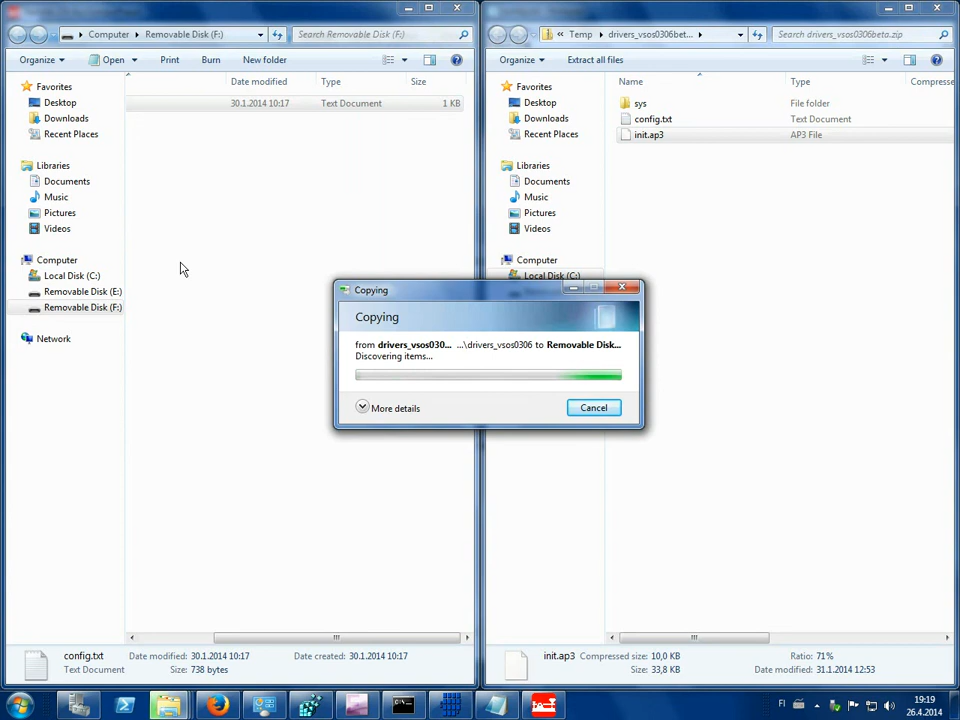 Computer ▸ Removable Disk (F:) ▸
Search Removable Disk (F:)
Organize Open Print Burn New folder
Favorites
Desktop
Downloads
Recent Places
Libraries
Documents
Music
Pictures
Videos
Computer
Local Disk (C:)
Removable Disk (E:)
Removable Disk (F:)
Network
Date modified Type Size
30.1.2014 10:17 Text Document 1 KB
config.txt Date modified: 30.1.2014 10:17 Date created: 30.1.2014 10:17
Text Document Size: 738 bytes
« Temp ▸ drivers_vsos0306bet... ▸
Search drivers_vsos0306beta.zip
Organize Extract all files
Favorites
Desktop
Downloads
Recent Places
Libraries
Documents
Music
Pictures
Videos
Computer
Local Disk (C:)
Name Type Compresse
sys File folder
config.txt Text Document
init.ap3 AP3 File
init.ap3 Compressed size: 10,0 KB Ratio: 71%
Size: 33,8 KB Date modified: 31.1.2014 12:53
Copying
Copying
from drivers_vsos030... ...\drivers_vsos0306 to Removable Disk...
Discovering items...
More details Cancel
FI
19:19
26.4.2014